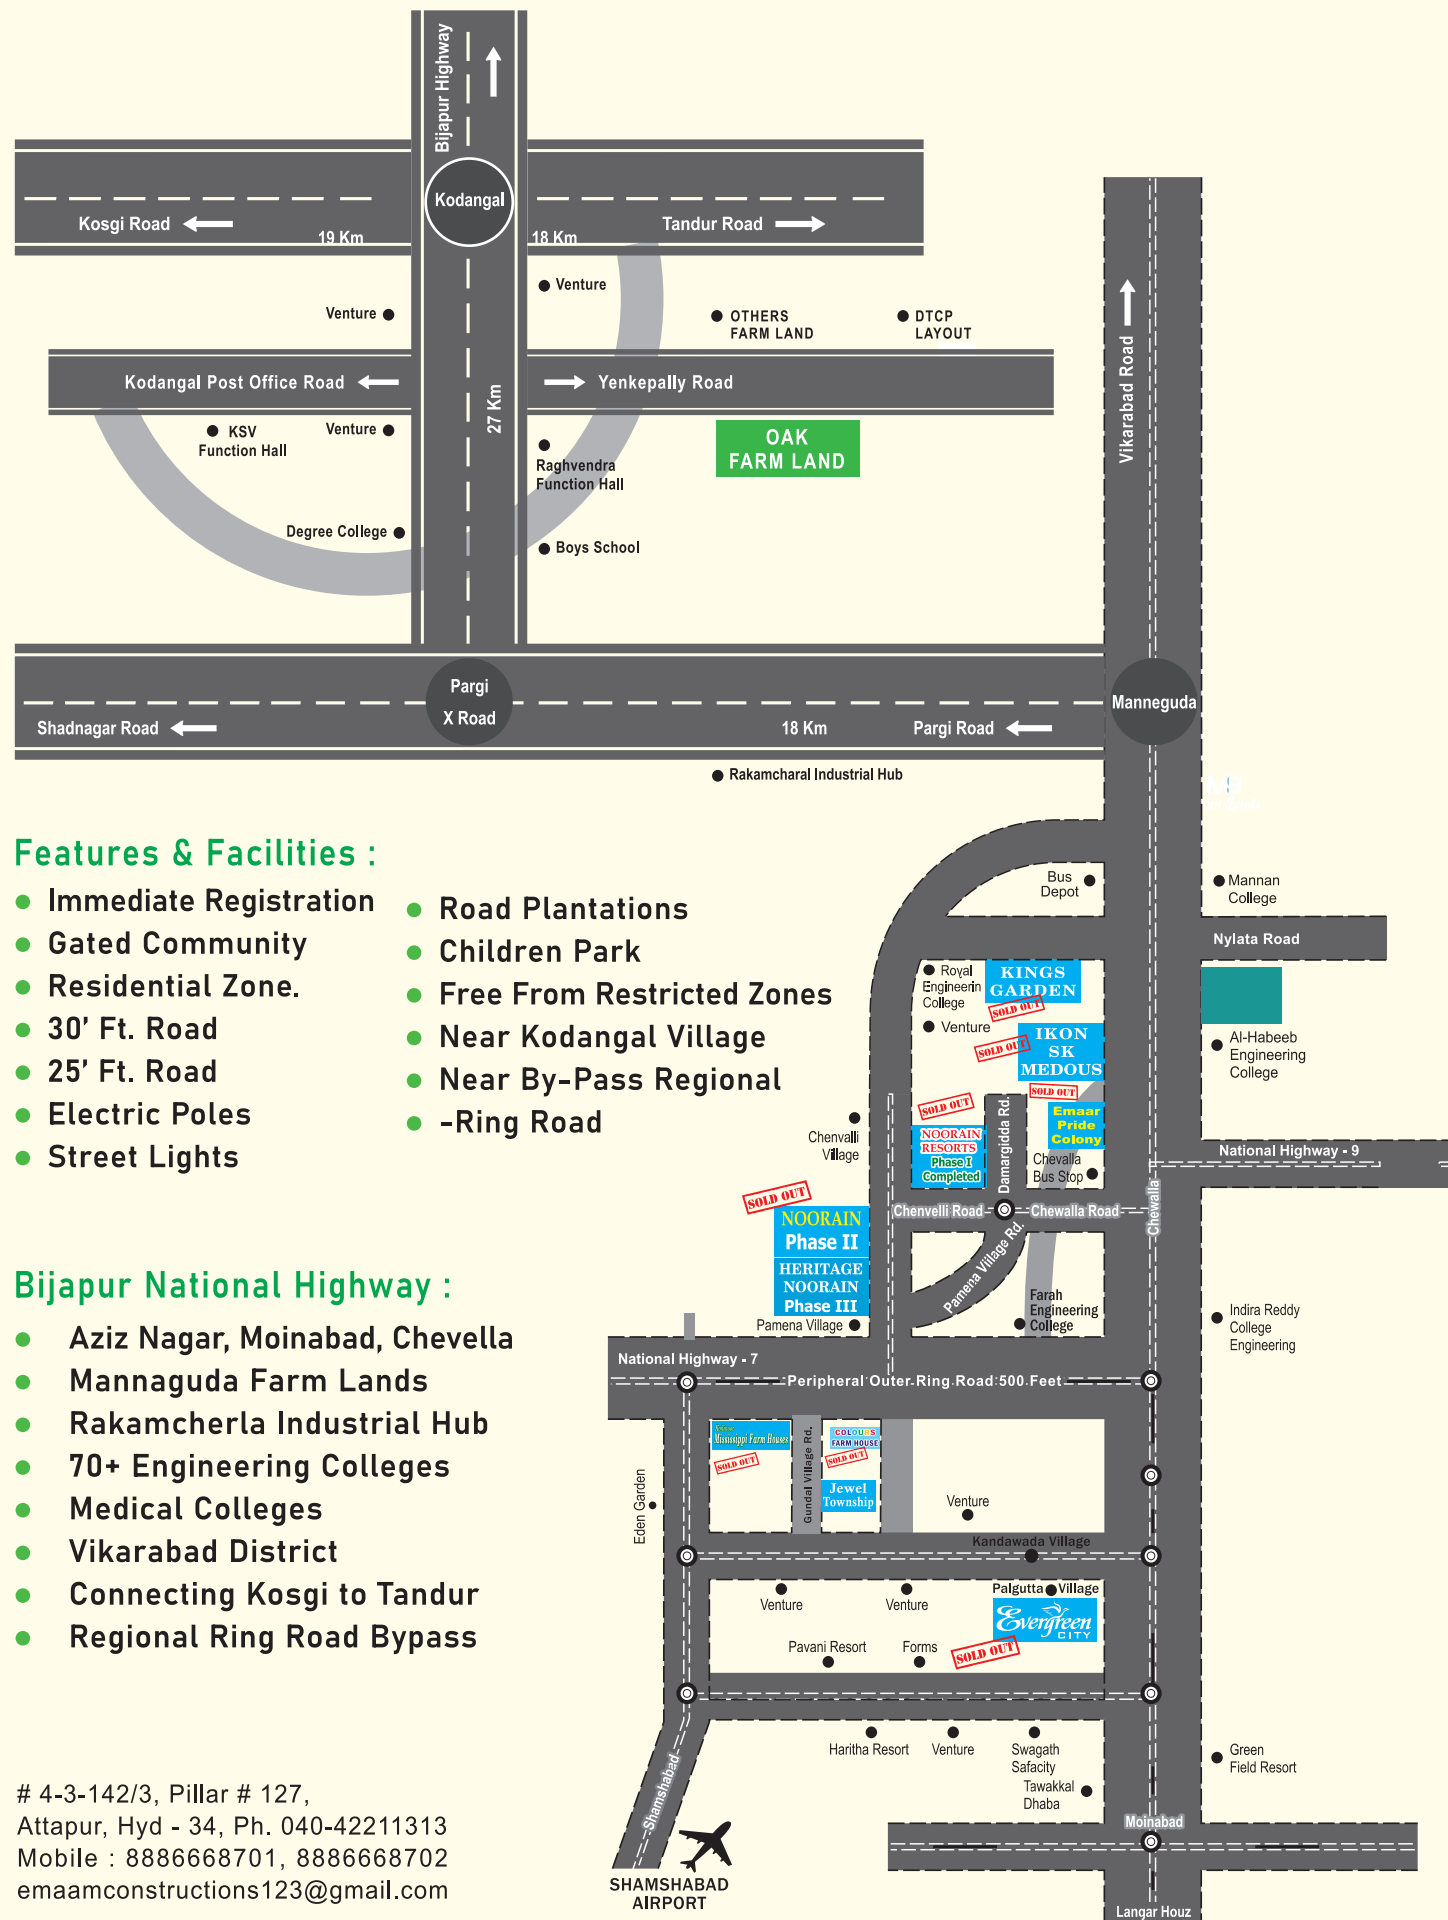 Bijapur Highway
Kodangal
Kosgi Road
19 Km
18 Km
Tandur Road
Venture
Venture
OTHERS
FARM LAND
DTCP
LAYOUT
Kodangal Post Office Road
Yenkepally Road
27 Km
KSV
Function Hall
Venture
Raghvendra
Function Hall
OAK
FARM LAND
Degree College
Boys School
Vikarabad Road
Pargi
X Road
Manneguda
Shadnagar Road
18 Km
Pargi Road
Rakamcharal Industrial Hub
Features & Facilities :
Immediate Registration
Gated Community
Residential Zone.
30' Ft. Road
25' Ft. Road
Electric Poles
Street Lights
Road Plantations
Children Park
Free From Restricted Zones
Near Kodangal Village
Near By-Pass Regional
-Ring Road
Bus
Depot
Mannan
College
Nylata Road
Royal
Engineerin
College
KINGS
GARDEN
SOLD OUT
Venture
IKON
SK
MEDOUS
SOLD OUT
Al-Habeeb
Engineering
College
SOLD OUT
SOLD OUT
Emaar
Pride
Colony
Damargidda Rd.
NOORAIN
RESORTS
Phase I
Completed
Chenvalli
Village
Chevalla
Bus Stop
National Highway - 9
Chewalla
SOLD OUT
Chenvelli Road
Chewalla Road
NOORAIN
Phase II
HERITAGE
NOORAIN
Phase III
Pamena Viilage Rd.
Pamena Village
Farah
Engineering
College
Indira Reddy
College
Engineering
Bijapur National Highway :
Aziz Nagar, Moinabad, Chevella
Mannaguda Farm Lands
Rakamcherla Industrial Hub
70+ Engineering Colleges
Medical Colleges
Vikarabad District
Connecting Kosgi to Tandur
Regional Ring Road Bypass
National Highway - 7
Peripheral Outer Ring Road 500 Feet
Mississippi Farm Houses
SOLD OUT
Gundal Village Rd.
COLOURS
FARM HOUSE
SOLD OUT
Jewel
Township
Eden Garden
Venture
Kandawada Village
Venture
Venture
Palgutta Village
Evergreen
CITY
SOLD OUT
Pavani Resort
Forms
Haritha Resort
Venture
Swagath
Safacity
Tawakkal
Dhaba
Green
Field Resort
Shamshabad
Moinabad
SHAMSHABAD
AIRPORT
Langar Houz
# 4-3-142/3, Pillar # 127,
Attapur, Hyd - 34, Ph. 040-42211313
Mobile : 8886668701, 8886668702
emaamconstructions123@gmail.com